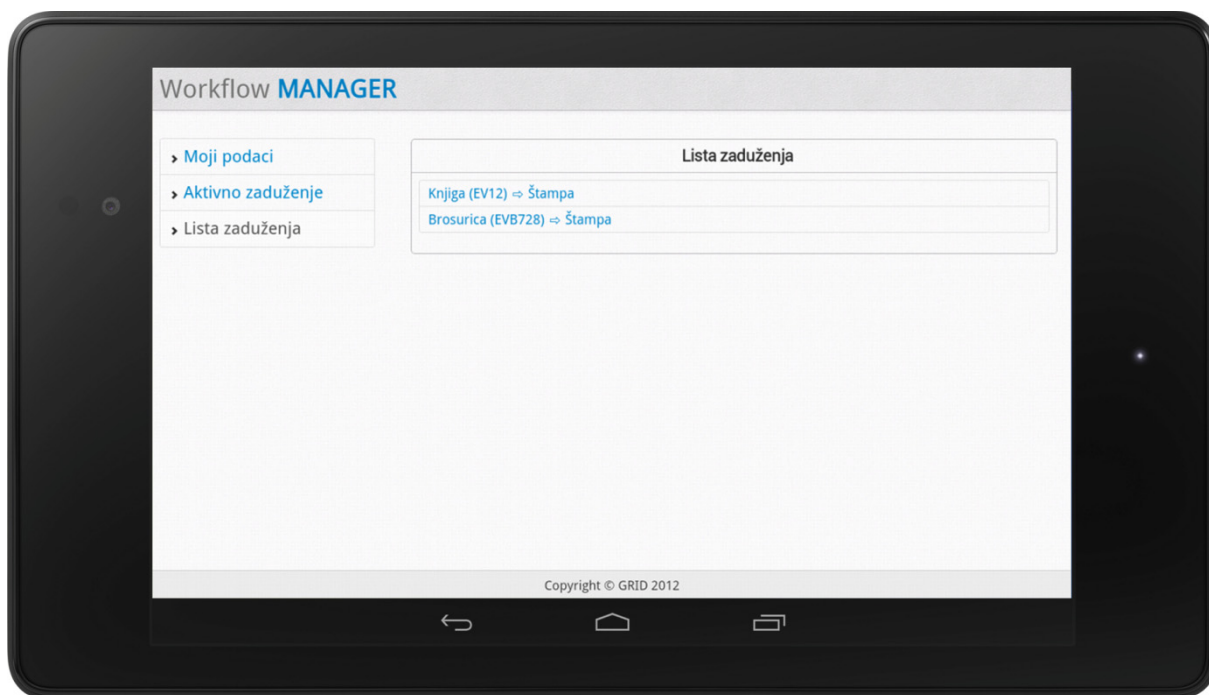 Workflow MANAGER
Moji podaci
Aktivno zaduženje
Lista zaduženja
Lista zaduženja
Knjiga (EV12) ⇨ Štampa
Brosurica (EVB728) ⇨ Štampa
Copyright © GRID 2012